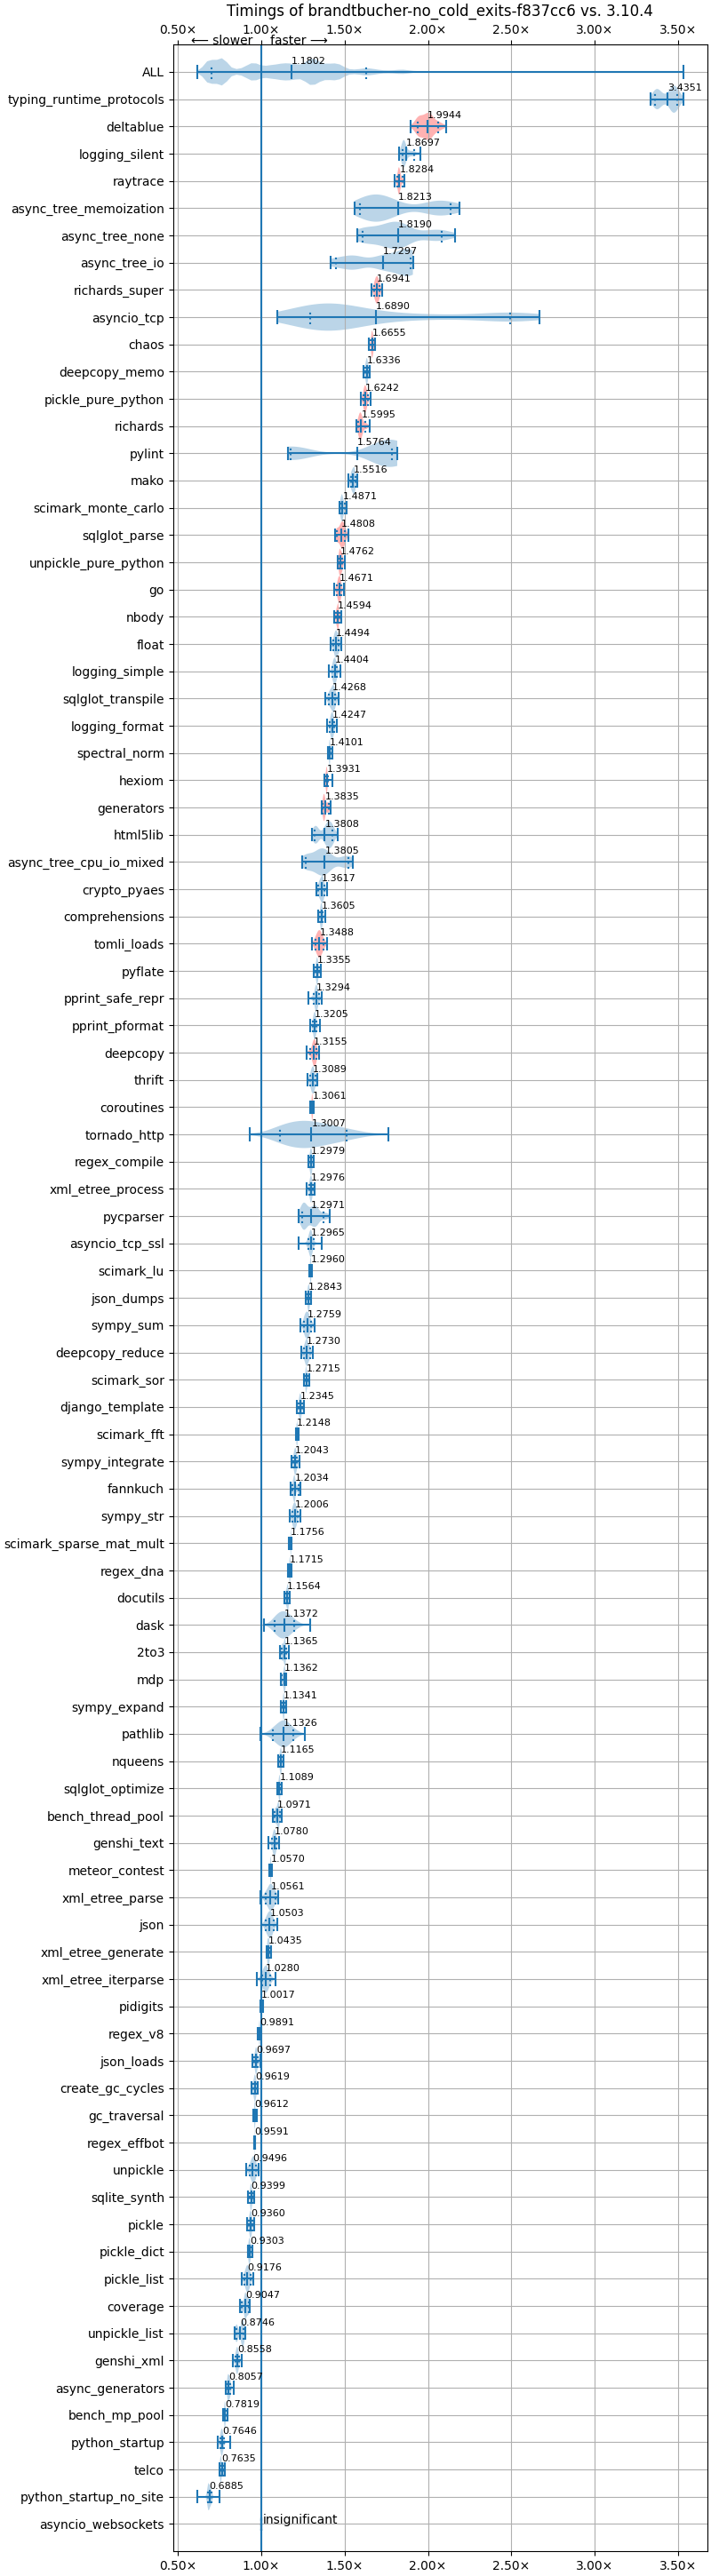 Timings of brandtbucher-no_cold_exits-f837cc6 vs. 3.10.4
0.50× 1.00× 1.50× 2.00× 2.50× 3.00× 3.50×
⟵ slower faster ⟶
ALL 1.1802
typing_runtime_protocols 3.4351
deltablue 1.9944
logging_silent 1.8697
raytrace 1.8284
async_tree_memoization 1.8213
async_tree_none 1.8190
async_tree_io 1.7297
richards_super 1.6941
asyncio_tcp 1.6890
chaos 1.6655
deepcopy_memo 1.6336
pickle_pure_python 1.6242
richards 1.5995
pylint 1.5764
mako 1.5516
scimark_monte_carlo 1.4871
sqlglot_parse 1.4808
unpickle_pure_python 1.4762
go 1.4671
nbody 1.4594
float 1.4494
logging_simple 1.4404
sqlglot_transpile 1.4268
logging_format 1.4247
spectral_norm 1.4101
hexiom 1.3931
generators 1.3835
html5lib 1.3808
async_tree_cpu_io_mixed 1.3805
crypto_pyaes 1.3617
comprehensions 1.3605
tomli_loads 1.3488
pyflate 1.3355
pprint_safe_repr 1.3294
pprint_pformat 1.3205
deepcopy 1.3155
thrift 1.3089
coroutines 1.3061
tornado_http 1.3007
regex_compile 1.2979
xml_etree_process 1.2976
pycparser 1.2971
asyncio_tcp_ssl 1.2965
scimark_lu 1.2960
json_dumps 1.2843
sympy_sum 1.2759
deepcopy_reduce 1.2730
scimark_sor 1.2715
django_template 1.2345
scimark_fft 1.2148
sympy_integrate 1.2043
fannkuch 1.2034
sympy_str 1.2006
scimark_sparse_mat_mult 1.1756
regex_dna 1.1715
docutils 1.1564
dask 1.1372
2to3 1.1365
mdp 1.1362
sympy_expand 1.1341
pathlib 1.1326
nqueens 1.1165
sqlglot_optimize 1.1089
bench_thread_pool 1.0971
genshi_text 1.0780
meteor_contest 1.0570
xml_etree_parse 1.0561
json 1.0503
xml_etree_generate 1.0435
xml_etree_iterparse 1.0280
pidigits 1.0017
regex_v8 0.9891
json_loads 0.9697
create_gc_cycles 0.9619
gc_traversal 0.9612
regex_effbot 0.9591
unpickle 0.9496
sqlite_synth 0.9399
pickle 0.9360
pickle_dict 0.9303
pickle_list 0.9176
coverage 0.9047
unpickle_list 0.8746
genshi_xml 0.8558
async_generators 0.8057
bench_mp_pool 0.7819
python_startup 0.7646
telco 0.7635
python_startup_no_site 0.6885
asyncio_websockets insignificant
0.50× 1.00× 1.50× 2.00× 2.50× 3.00× 3.50×